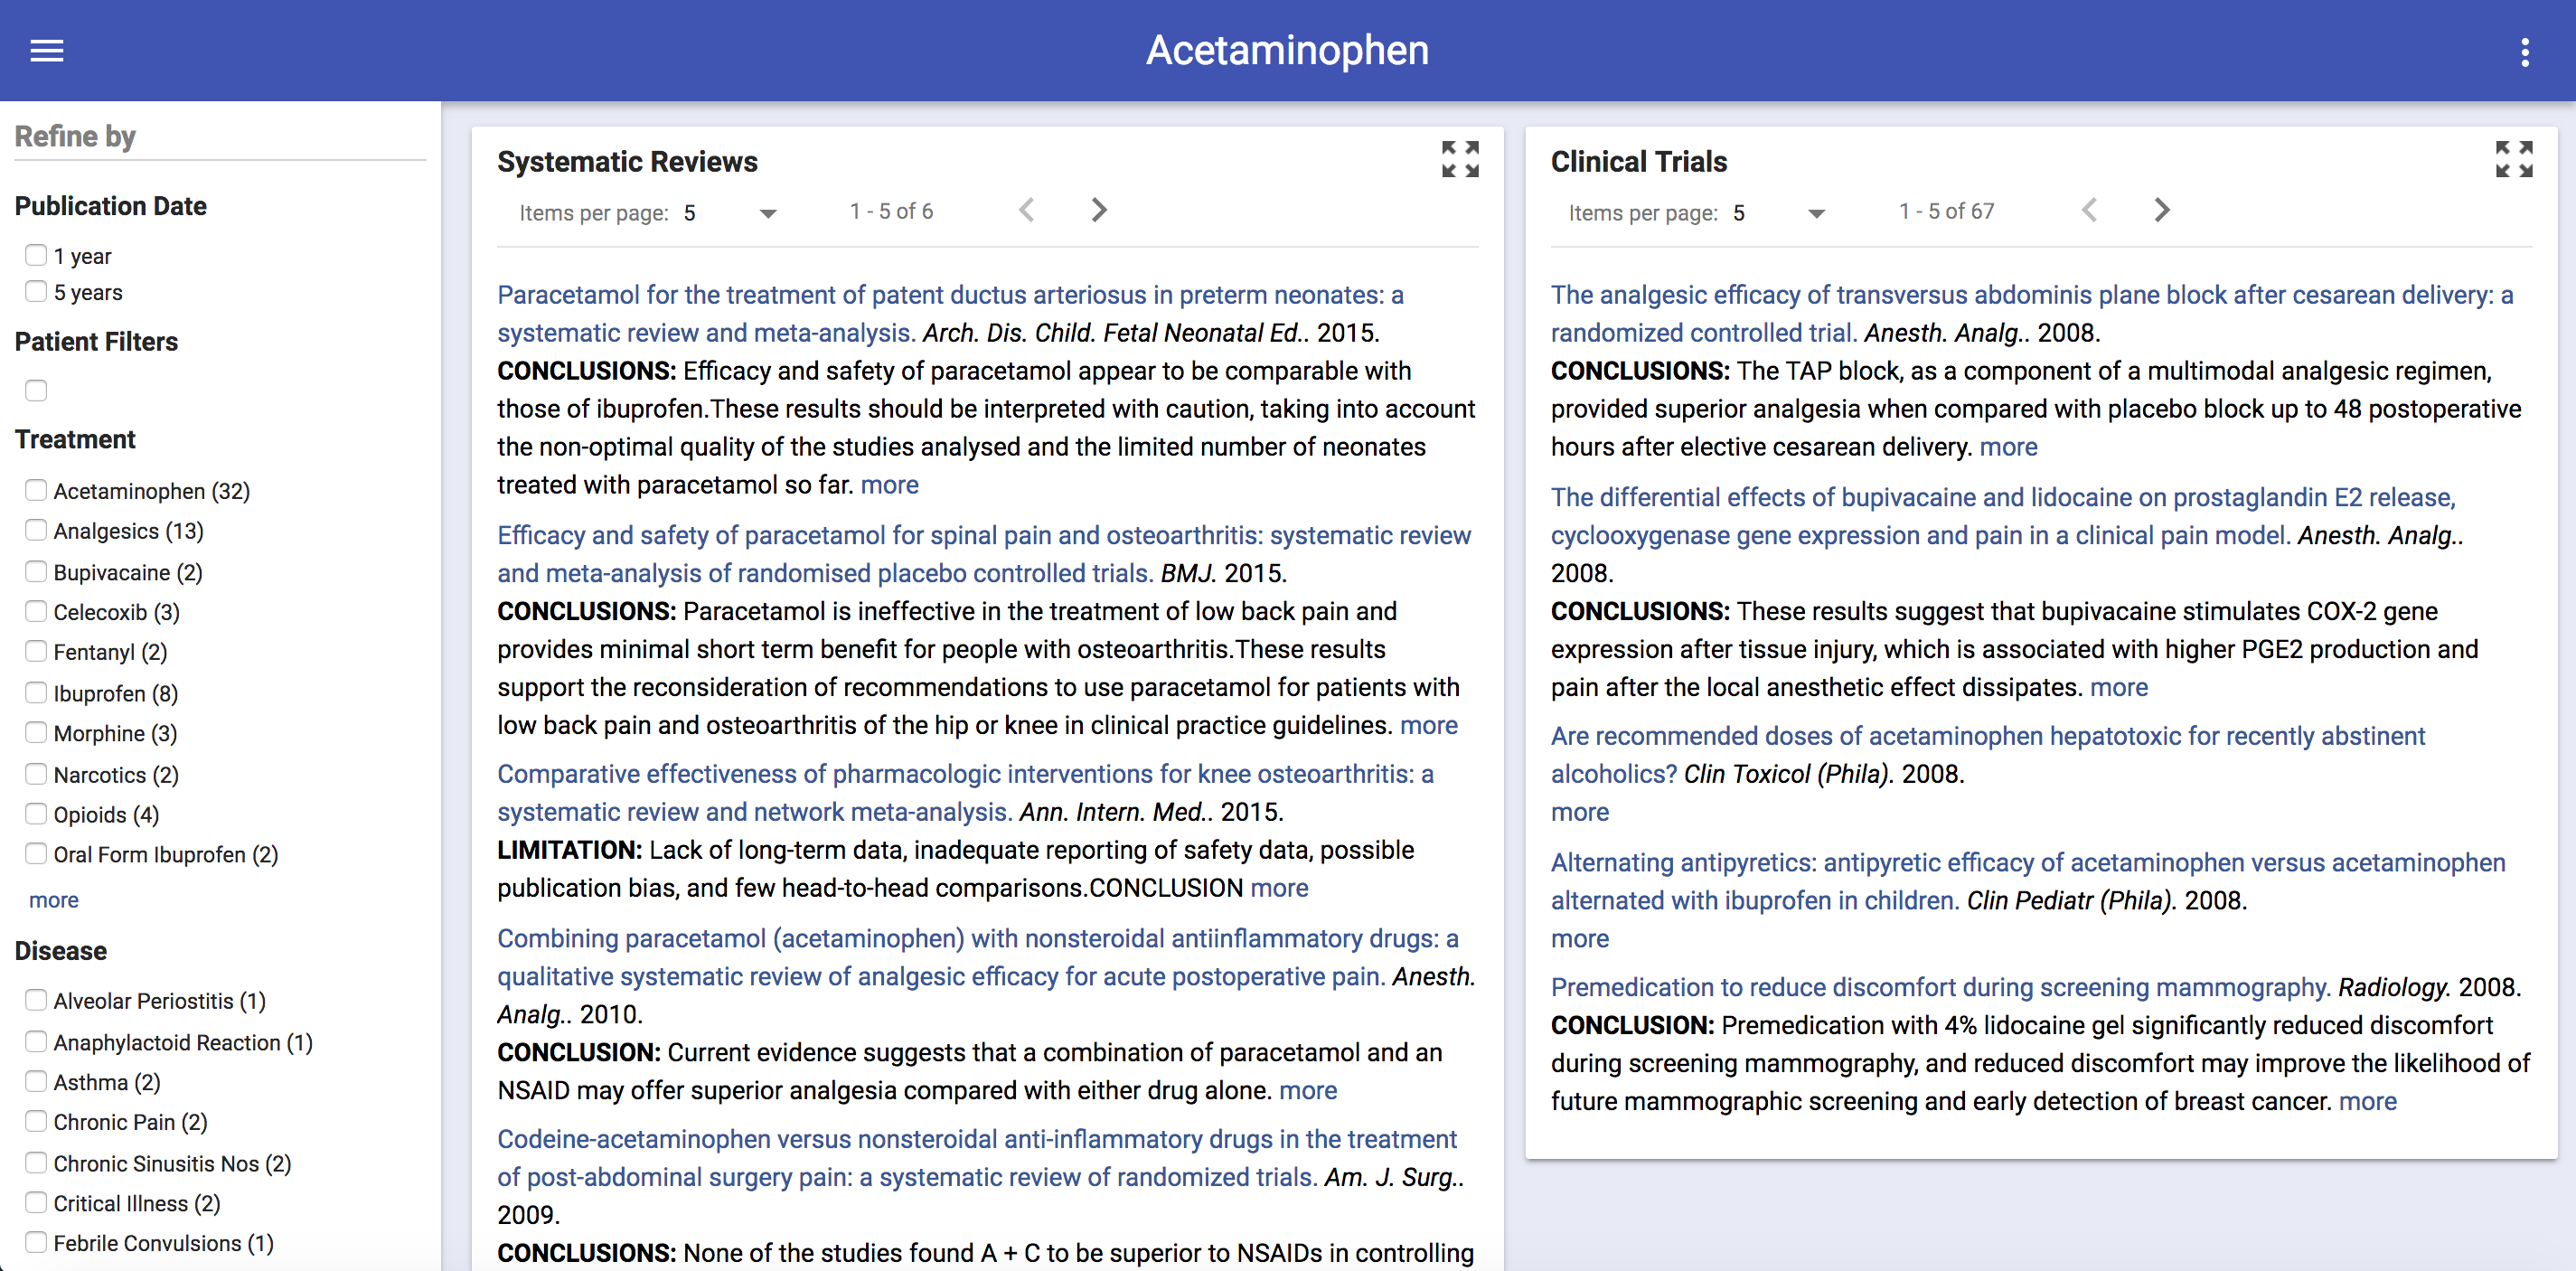 Acetaminophen
Refine by
Publication Date
1 year
5 years
Patient Filters
Treatment
Acetaminophen (32)
Analgesics (13)
Bupivacaine (2)
Celecoxib (3)
Fentanyl (2)
Ibuprofen (8)
Morphine (3)
Narcotics (2)
Opioids (4)
Oral Form Ibuprofen (2)
more
Disease
Alveolar Periostitis (1)
Anaphylactoid Reaction (1)
Asthma (2)
Chronic Pain (2)
Chronic Sinusitis Nos (2)
Critical Illness (2)
Febrile Convulsions (1)
Systematic Reviews
Items per page: 5 1 - 5 of 6
Paracetamol for the treatment of patent ductus arteriosus in preterm neonates: a
systematic review and meta-analysis. Arch. Dis. Child. Fetal Neonatal Ed.. 2015.
CONCLUSIONS: Efficacy and safety of paracetamol appear to be comparable with
those of ibuprofen.These results should be interpreted with caution, taking into account
the non-optimal quality of the studies analysed and the limited number of neonates
treated with paracetamol so far. more
Efficacy and safety of paracetamol for spinal pain and osteoarthritis: systematic review
and meta-analysis of randomised placebo controlled trials. BMJ. 2015.
CONCLUSIONS: Paracetamol is ineffective in the treatment of low back pain and
provides minimal short term benefit for people with osteoarthritis.These results
support the reconsideration of recommendations to use paracetamol for patients with
low back pain and osteoarthritis of the hip or knee in clinical practice guidelines. more
Comparative effectiveness of pharmacologic interventions for knee osteoarthritis: a
systematic review and network meta-analysis. Ann. Intern. Med.. 2015.
LIMITATION: Lack of long-term data, inadequate reporting of safety data, possible
publication bias, and few head-to-head comparisons.CONCLUSION more
Combining paracetamol (acetaminophen) with nonsteroidal antiinflammatory drugs: a
qualitative systematic review of analgesic efficacy for acute postoperative pain. Anesth.
Analg.. 2010.
CONCLUSION: Current evidence suggests that a combination of paracetamol and an
NSAID may offer superior analgesia compared with either drug alone. more
Codeine-acetaminophen versus nonsteroidal anti-inflammatory drugs in the treatment
of post-abdominal surgery pain: a systematic review of randomized trials. Am. J. Surg..
2009.
CONCLUSIONS: None of the studies found A + C to be superior to NSAIDs in controlling
Clinical Trials
Items per page: 5 1 - 5 of 67
The analgesic efficacy of transversus abdominis plane block after cesarean delivery: a
randomized controlled trial. Anesth. Analg.. 2008.
CONCLUSIONS: The TAP block, as a component of a multimodal analgesic regimen,
provided superior analgesia when compared with placebo block up to 48 postoperative
hours after elective cesarean delivery. more
The differential effects of bupivacaine and lidocaine on prostaglandin E2 release,
cyclooxygenase gene expression and pain in a clinical pain model. Anesth. Analg..
2008.
CONCLUSIONS: These results suggest that bupivacaine stimulates COX-2 gene
expression after tissue injury, which is associated with higher PGE2 production and
pain after the local anesthetic effect dissipates. more
Are recommended doses of acetaminophen hepatotoxic for recently abstinent
alcoholics? Clin Toxicol (Phila). 2008.
more
Alternating antipyretics: antipyretic efficacy of acetaminophen versus acetaminophen
alternated with ibuprofen in children. Clin Pediatr (Phila). 2008.
more
Premedication to reduce discomfort during screening mammography. Radiology. 2008.
CONCLUSION: Premedication with 4% lidocaine gel significantly reduced discomfort
during screening mammography, and reduced discomfort may improve the likelihood of
future mammographic screening and early detection of breast cancer. more